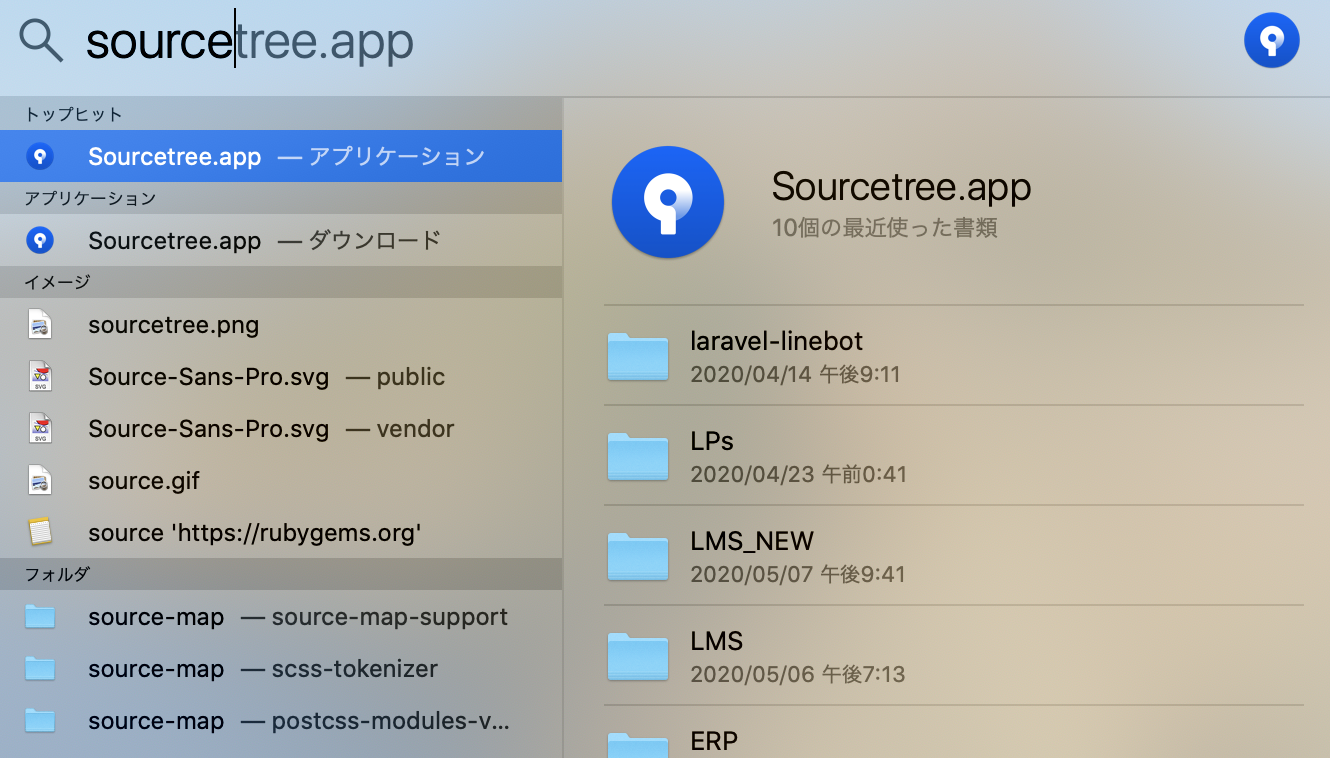 sourcetree.app
トップヒット
Sourcetree.app — アプリケーション
アプリケーション
Sourcetree.app — ダウンロード
イメージ
sourcetree.png
SVG
Source-Sans-Pro.svg — public
SVG
Source-Sans-Pro.svg — vendor
source.gif
source 'https://rubygems.org'
フォルダ
source-map — source-map-support
source-map — scss-tokenizer
source-map — postcss-modules-v...
Sourcetree.app
10個の最近使った書類
laravel-linebot
2020/04/14 午後9:11
LPs
2020/04/23 午前0:41
LMS_NEW
2020/05/07 午後9:41
LMS
2020/05/06 午後7:13
ERP